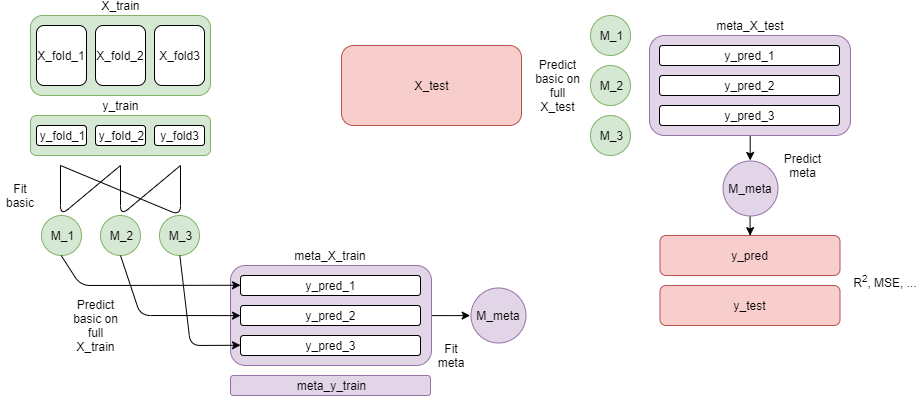 X_train
X_fold_1
X_fold_2
X_fold3
y_train
y_fold_1
y_fold_2
y_fold3
Fit
basic
M_1
M_2
M_3
Predict
basic on
full
X_train
meta_X_train
y_pred_1
y_pred_2
y_pred_3
meta_y_train
Fit
meta
M_meta
X_test
Predict
basic on
full
X_test
M_1
M_2
M_3
meta_X_test
y_pred_1
y_pred_2
y_pred_3
Predict
meta
M_meta
y_pred
y_test
R², MSE, ...